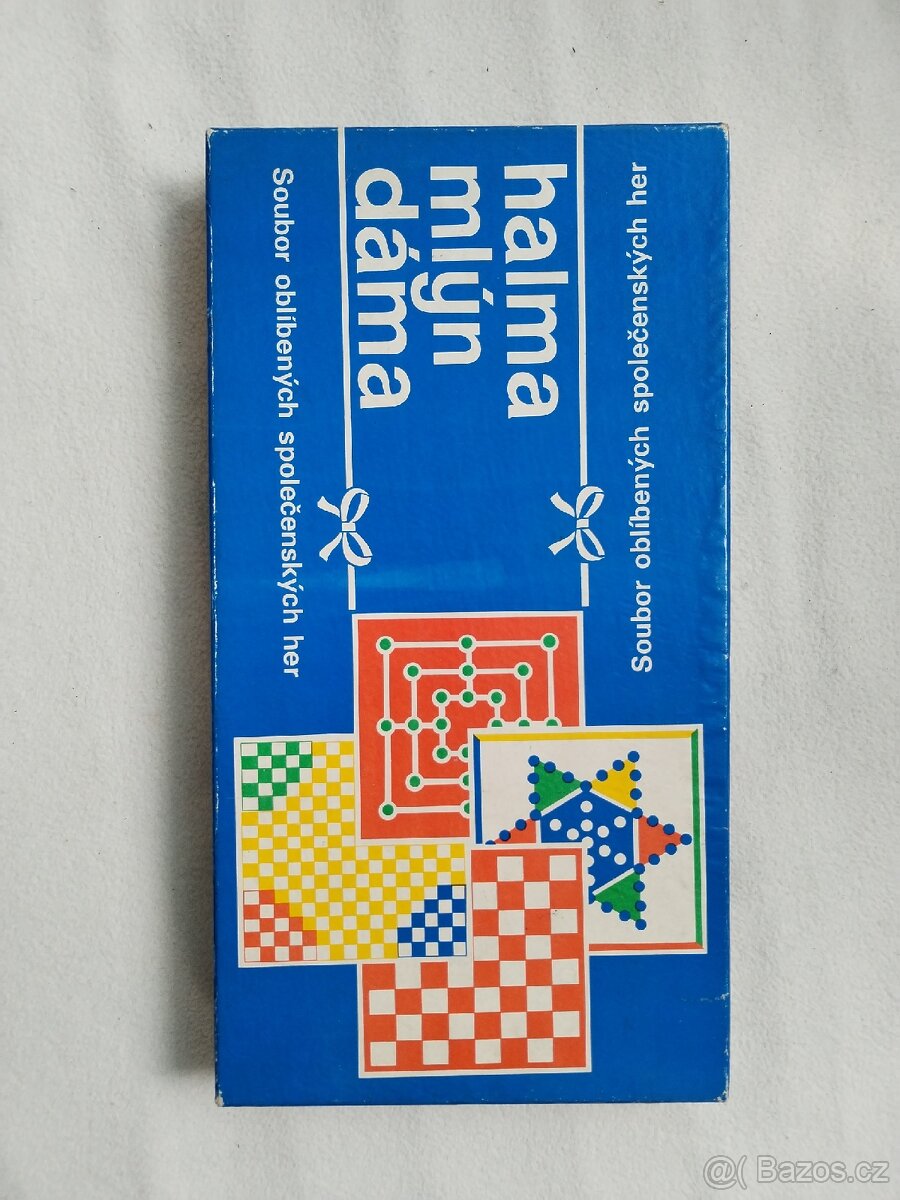 Soubor oblíbených společenských her
halma
mlýn
dáma
Soubor oblíbených společenských her
@( Bazos.cz